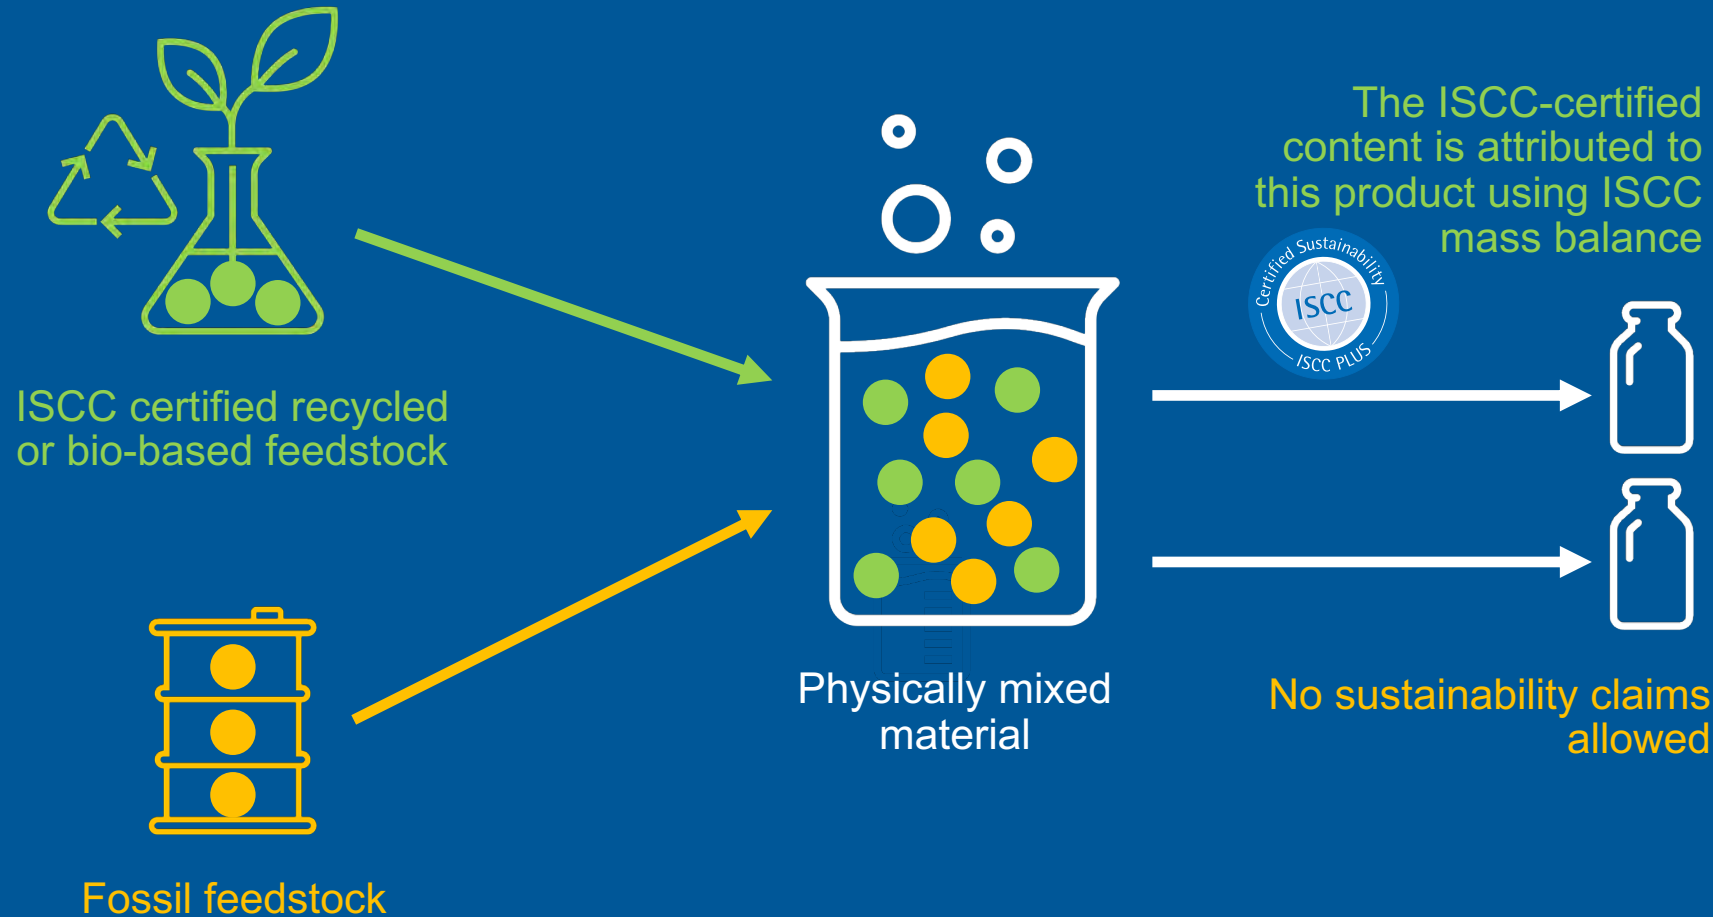 The ISCC-certified
content is attributed to
this product using ISCC
mass balance
Certified Sustainability
ISCC
ISCC PLUS
ISCC certified recycled
or bio-based feedstock
Physically mixed
material
No sustainability claims
allowed
Fossil feedstock